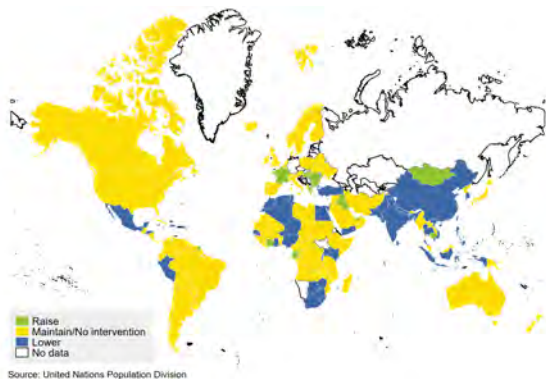 Raise
Maintain/No intervention
Lower
No data
Source: United Nations Population Division